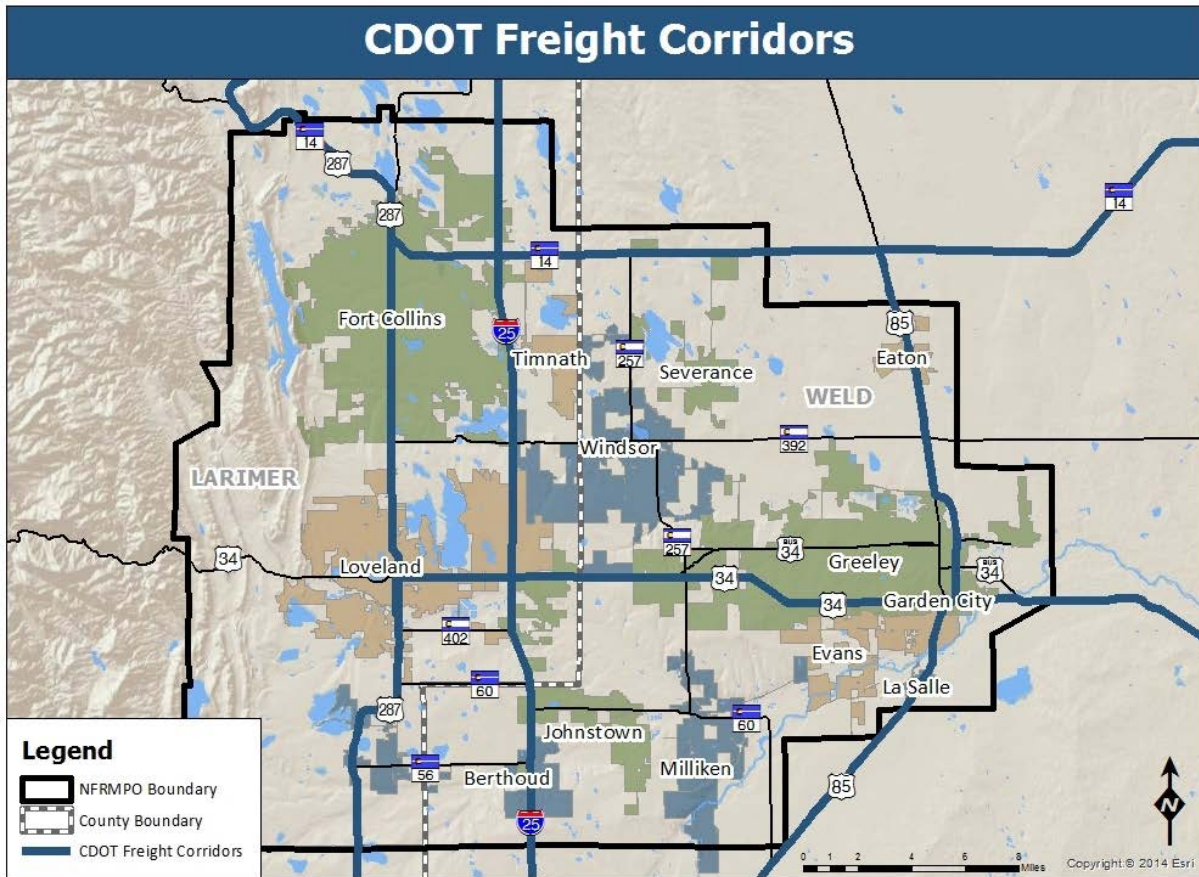 CDOT Freight Corridors
14
287
287
14
14
Fort Collins
25
85
Timnath
257
Severance
Eaton
WELD
Windsor
392
LARIMER
257
BUS
34
34
Loveland
34
Greeley
BUS
34
34
Garden City
402
Evans
60
La Salle
287
60
Johnstown
56
Berthoud
Milliken
85
25
Legend
NFRMPO Boundary
County Boundary
CDOT Freight Corridors
N
0 2 4 6 8
Miles
Copyright:© 2014 Esri